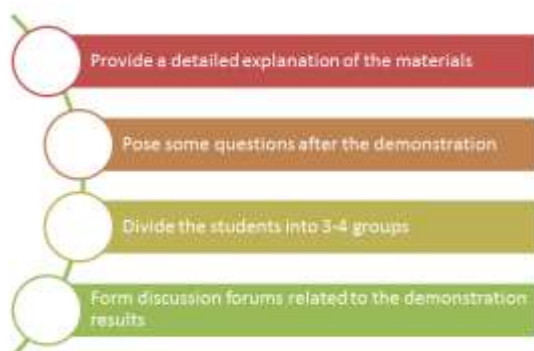 Provide a detailed explanation of the materials
Pose some questions after the demonstration
Divide the students into 3-4 groups
Form discussion forums related to the demonstration
results